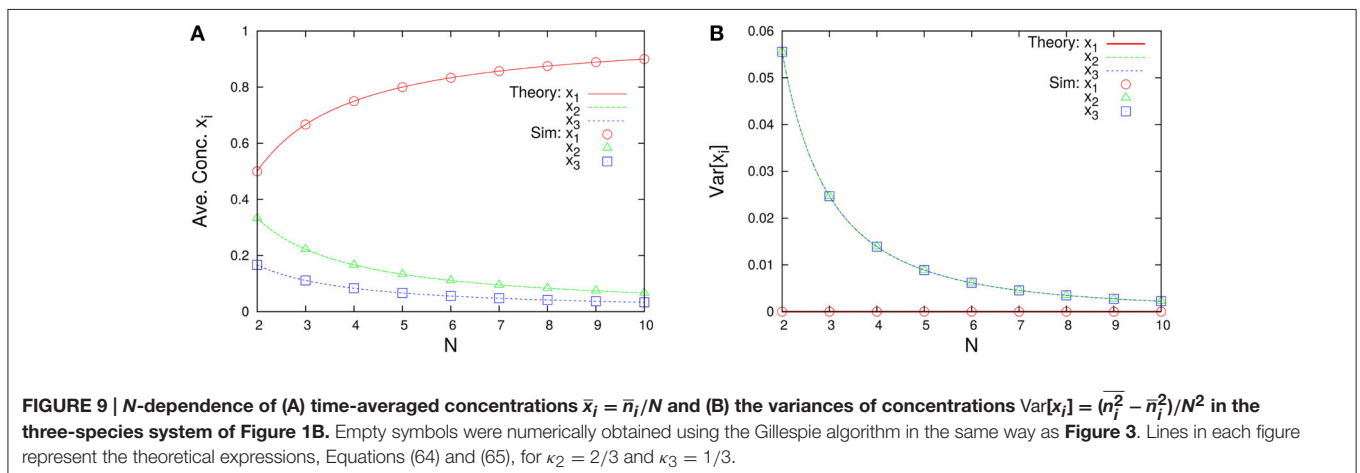 A
1
0.8
0.6
0.4
0.2
0
Ave. Conc. x_i
Theory: x_1
x_2
x_3
Sim: x_1
x_2
x_3
2 3 4 5 6 7 8 9 10
N
B
0.06
0.05
0.04
0.03
0.02
0.01
0
Var[x_i]
Theory: x_1
x_2
x_3
Sim: x_1
x_2
x_3
2 3 4 5 6 7 8 9 10
N
FIGURE 9 | N-dependence of (A) time-averaged concentrations x̄_i = n̄_i/N and (B) the variances of concentrations Var[x_i] = (\overline{n_i^2} − n̄_i^2)/N^2 in the
three-species system of Figure 1B. Empty symbols were numerically obtained using the Gillespie algorithm in the same way as Figure 3. Lines in each figure
represent the theoretical expressions, Equations (64) and (65), for κ_2 = 2/3 and κ_3 = 1/3.